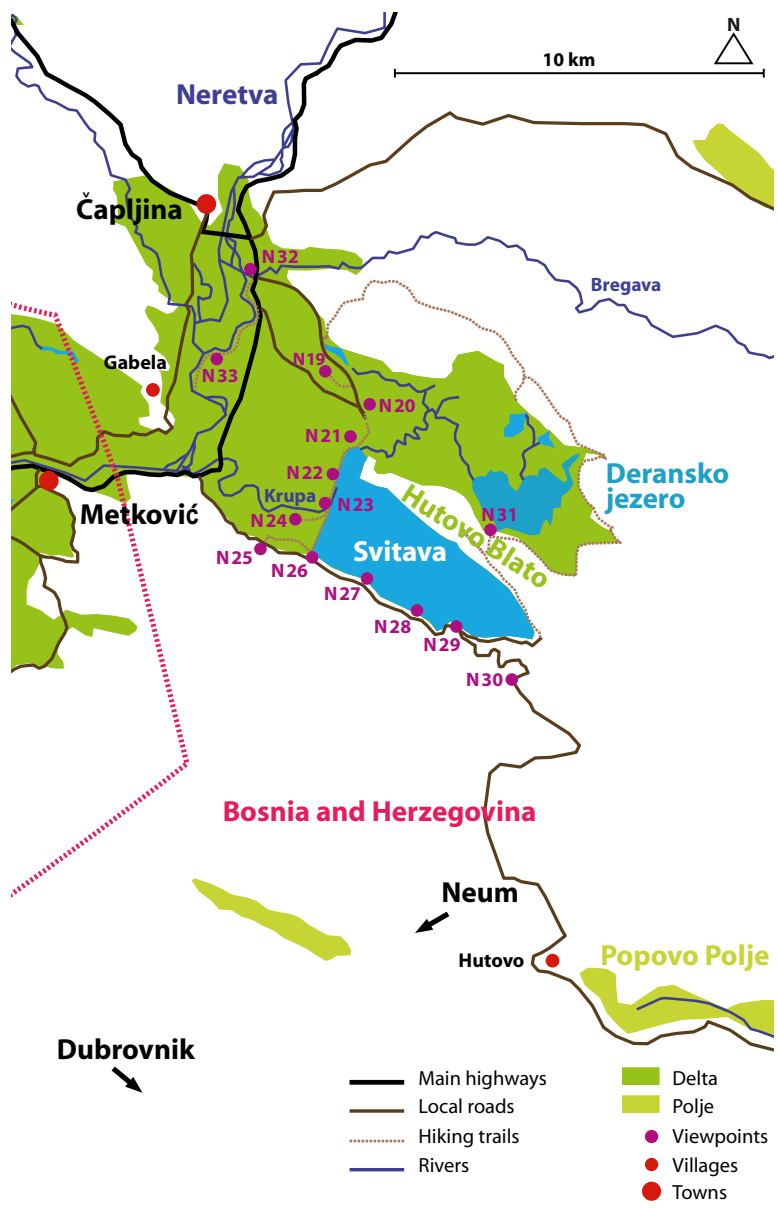 N
10 km
Neretva
Čapljina
N32
Bregava
Gabela
N33
N19
N20
N21
N22
Deransko
jezero
Krupa
N23
Metković
N24
Hutovo Blato
N31
N25
N26
Svitava
N27
N28
N29
N30
Bosnia and Herzegovina
Neum
Hutovo
Popovo Polje
Dubrovnik
Main highways
Local roads
Hiking trails
Rivers
Delta
Polje
Viewpoints
Villages
Towns